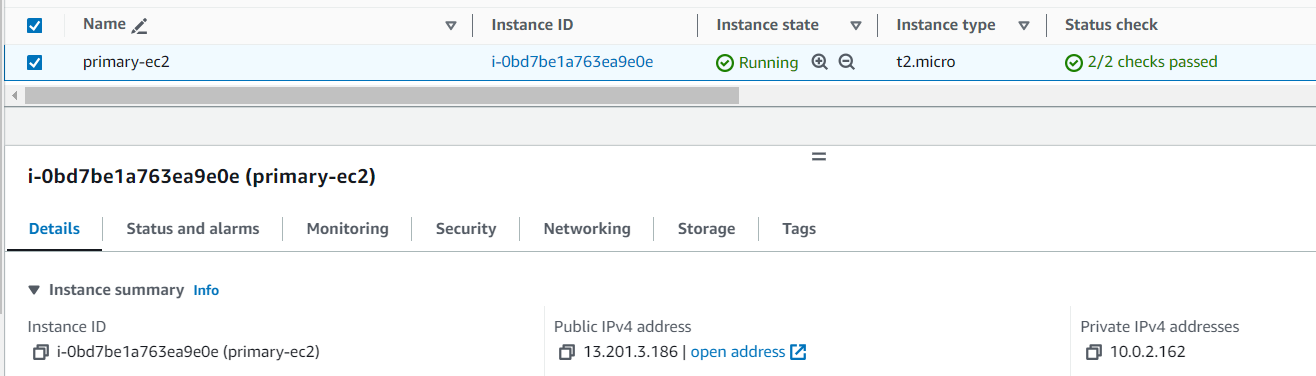 Name Instance ID Instance state Instance type Status check
primary-ec2 i-0bd7be1a763ea9e0e Running t2.micro 2/2 checks passed
i-0bd7be1a763ea9e0e (primary-ec2)
Details Status and alarms Monitoring Security Networking Storage Tags
Instance summary Info
Instance ID Public IPv4 address Private IPv4 addresses
i-0bd7be1a763ea9e0e (primary-ec2) 13.201.3.186 | open address 10.0.2.162